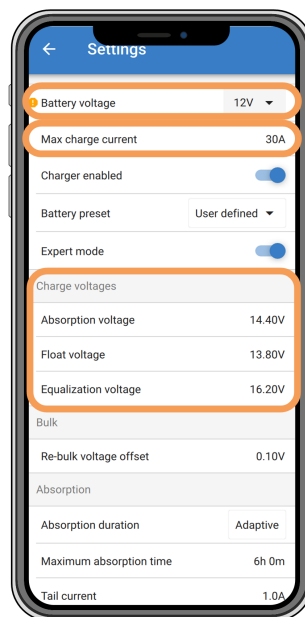 Settings
Battery voltage 12V
Max charge current 30A
Charger enabled
Battery preset User defined
Expert mode
Charge voltages
Absorption voltage 14.40V
Float voltage 13.80V
Equalization voltage 16.20V
Bulk
Re-bulk voltage offset 0.10V
Absorption
Absorption duration Adaptive
Maximum absorption time 6h 0m
Tail current 1.0A